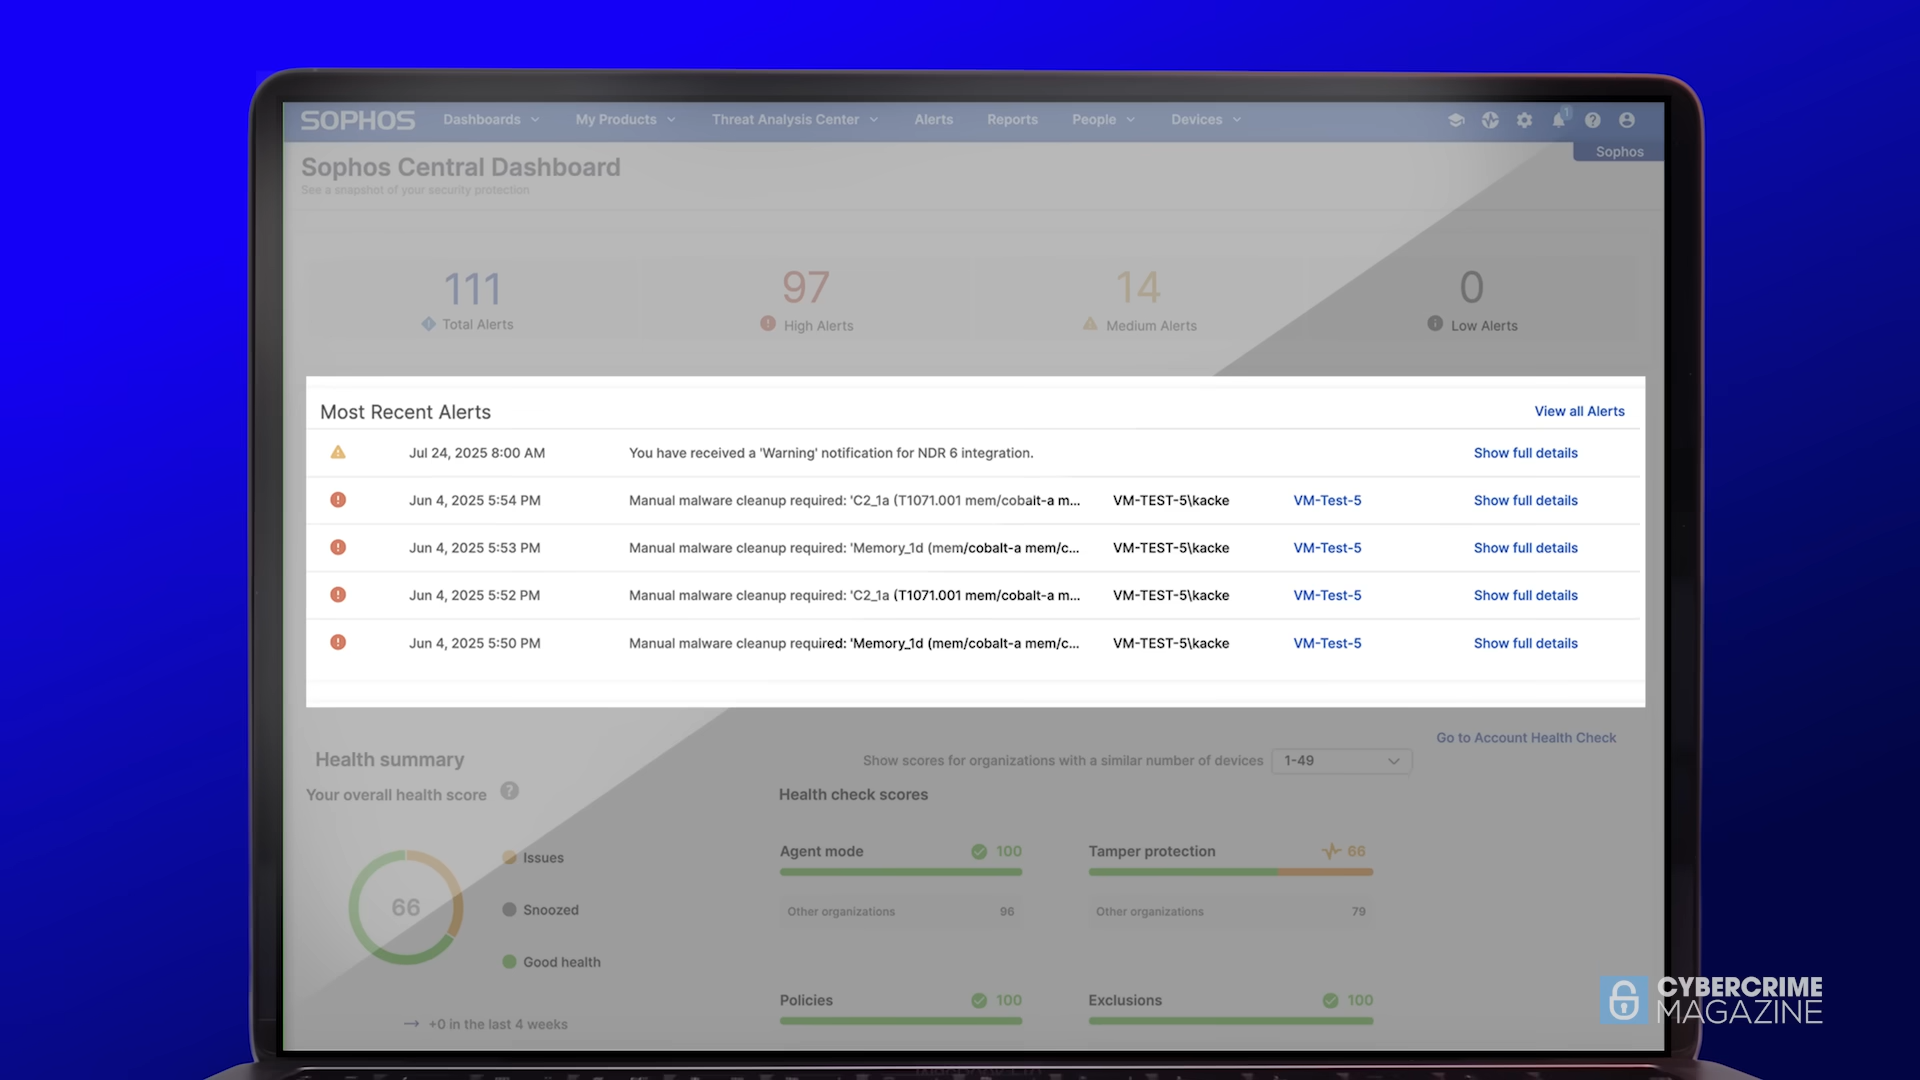 SOPHOS Dashboards My Products Threat Analysis Center Alerts Reports People Devices 1
Sophos
Sophos Central Dashboard
See a snapshot of your security protection
111 97 14 0
Total Alerts High Alerts Medium Alerts Low Alerts
Most Recent Alerts View all Alerts
Jul 24, 2025 8:00 AM You have received a 'Warning' notification for NDR 6 integration. Show full details
Jun 4, 2025 5:54 PM Manual malware cleanup required: 'C2_1a (T1071.001 mem/cobalt-a m... VM-TEST-5\kacke VM-Test-5 Show full details
Jun 4, 2025 5:53 PM Manual malware cleanup required: 'Memory_1d (mem/cobalt-a mem/c... VM-TEST-5\kacke VM-Test-5 Show full details
Jun 4, 2025 5:52 PM Manual malware cleanup required: 'C2_1a (T1071.001 mem/cobalt-a m... VM-TEST-5\kacke VM-Test-5 Show full details
Jun 4, 2025 5:50 PM Manual malware cleanup required: 'Memory_1d (mem/cobalt-a mem/c... VM-TEST-5\kacke VM-Test-5 Show full details
Go to Account Health Check
Health summary Show scores for organizations with a similar number of devices 1-49
Your overall health score ? Health check scores
Agent mode 100 Tamper protection 66
Issues
66
Snoozed Other organizations 96 Other organizations 79
Good health
Policies 100 Exclusions 100
+0 in the last 4 weeks
CYBERCRIME
MAGAZINE